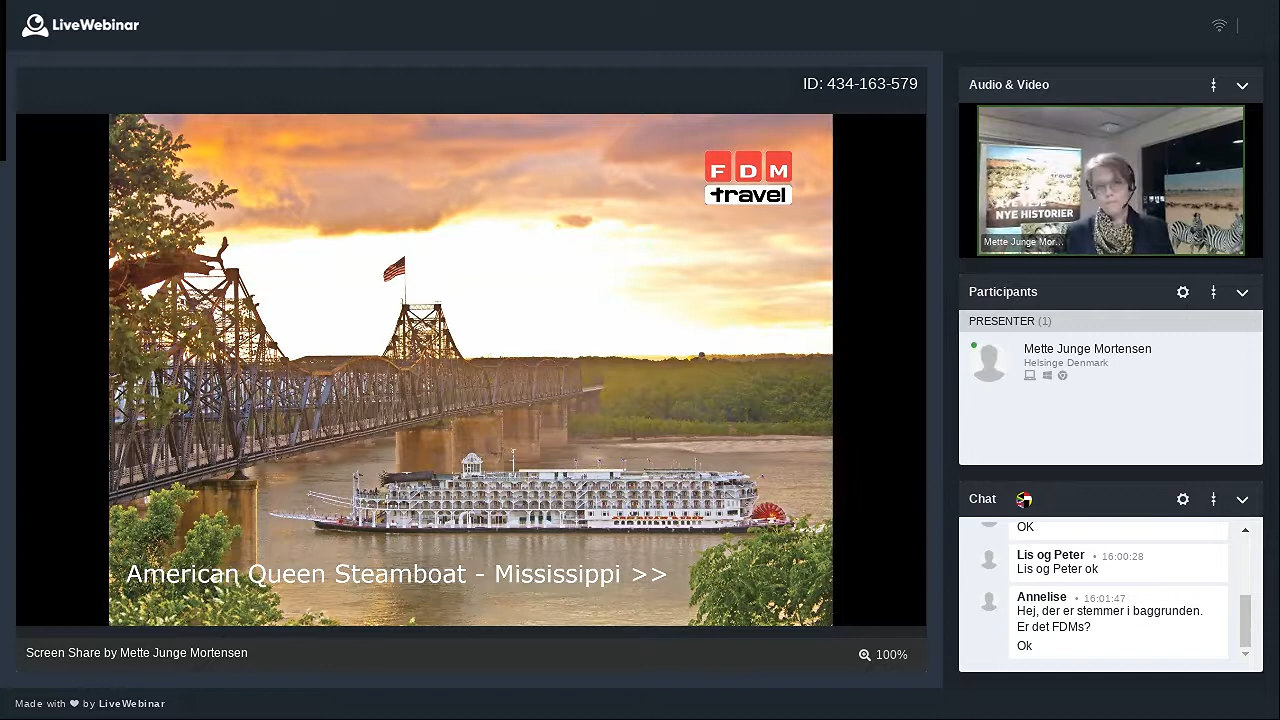 LiveWebinar
ID: 434-163-579
FDM
travel
American Queen Steamboat - Mississippi >>
Screen Share by Mette Junge Mortensen
100%
Made with ❤ by LiveWebinar
Audio & Video
travel
NYE VEJE -
NYE HISTORIER
Mette Junge Mor...
Participants
PRESENTER (1)
Mette Junge Mortensen
Helsinge Denmark
Chat
OK
Lis og Peter • 16:00:28
Lis og Peter ok
Annelise • 16:01:47
Hej, der er stemmer i baggrunden.
Er det FDMs?
Ok